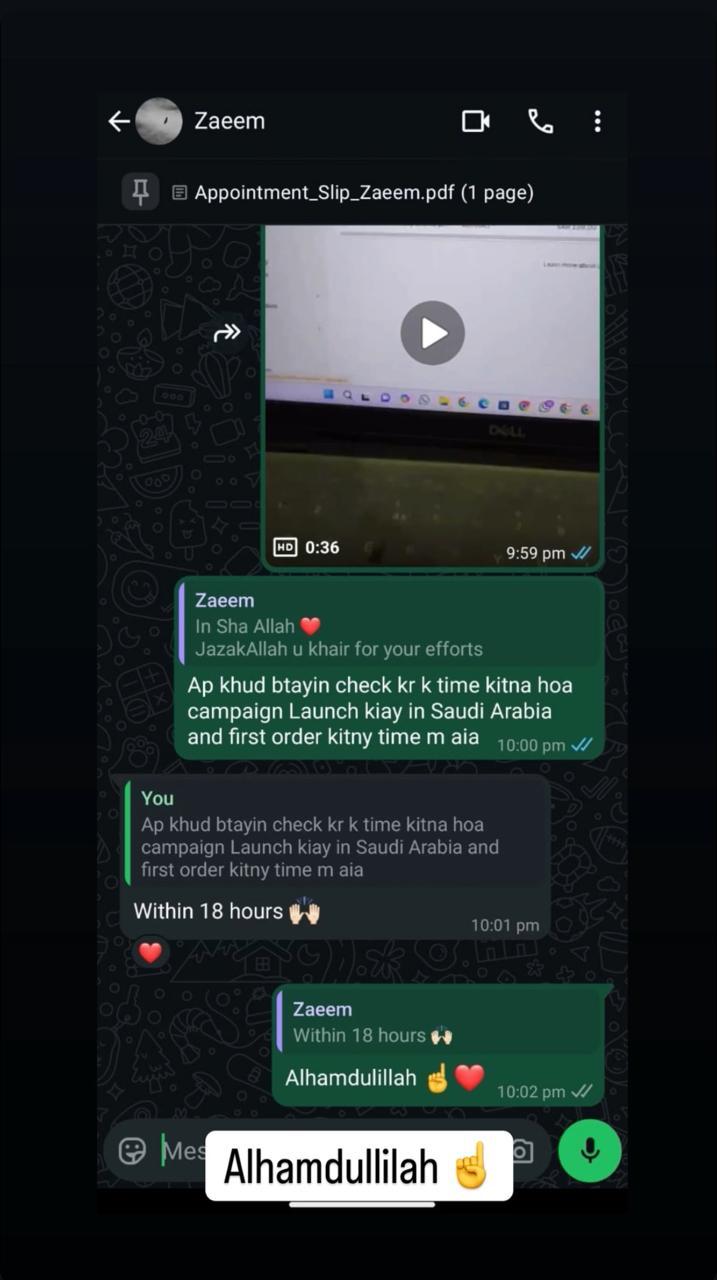 Zaeem
Appointment_Slip_Zaeem.pdf (1 page)
24
DELL
HD 0:36
9:59 pm
Zaeem
In Sha Allah ❤️
JazakAllah u khair for your efforts
Ap khud btayin check kr k time kitna hoa
campaign Launch kiay in Saudi Arabia
and first order kitny time m aia
10:00 pm
You
Ap khud btayin check kr k time kitna hoa
campaign Launch kiay in Saudi Arabia and
first order kitny time m aia
Within 18 hours 🙌🏻
10:01 pm
❤️
Zaeem
Within 18 hours 🙌🏻
Alhamdulillah ☝️❤️
10:02 pm
Mes
Alhamdullilah ☝️